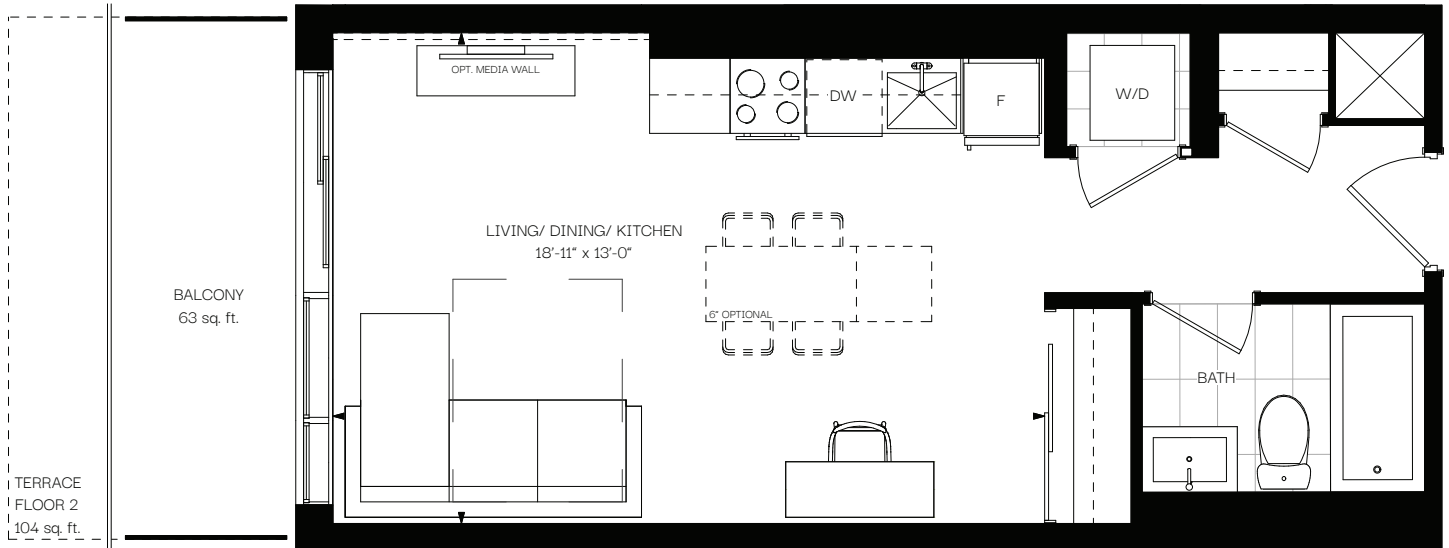 OPT. MEDIA WALL
DW
F
W/D
LIVING/ DINING/ KITCHEN
18'-11" x 13'-0"
BALCONY
63 sq. ft.
6" OPTIONAL
BATH
TERRACE
FLOOR 2
104 sq. ft.